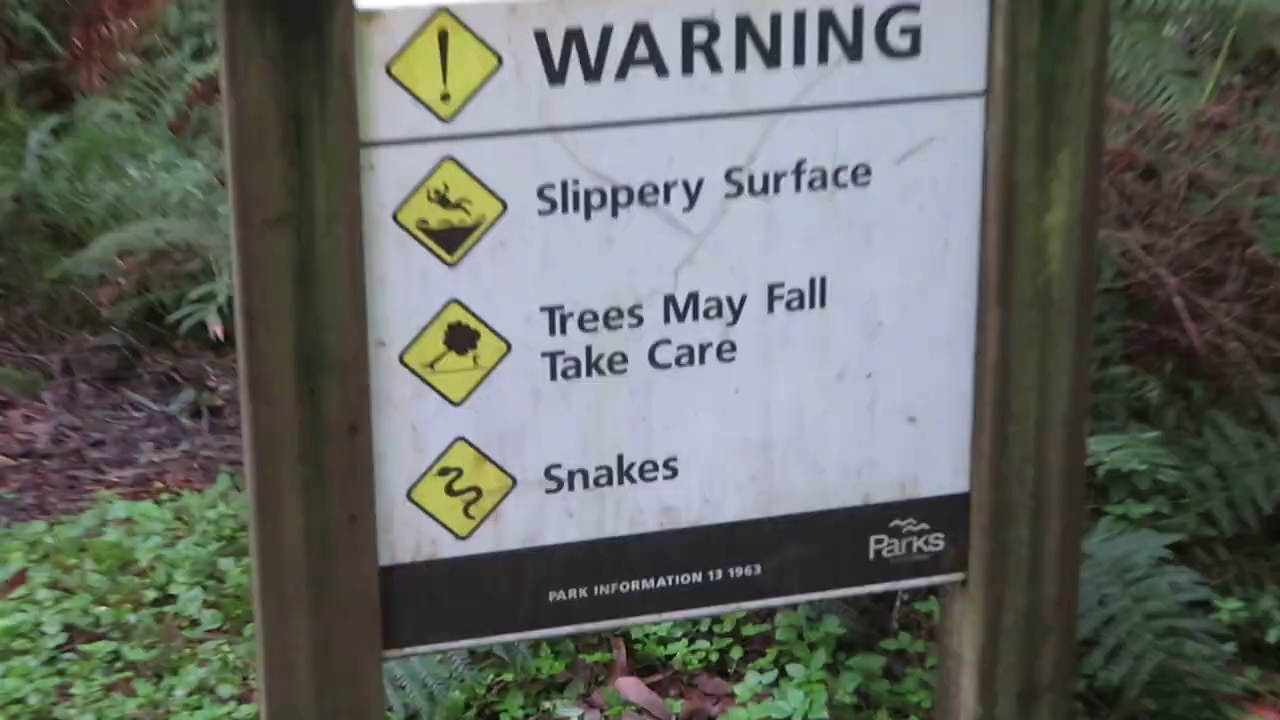 WARNING
Slippery Surface
Trees May Fall
Take Care
Snakes
Parks
PARK INFORMATION 13 1963